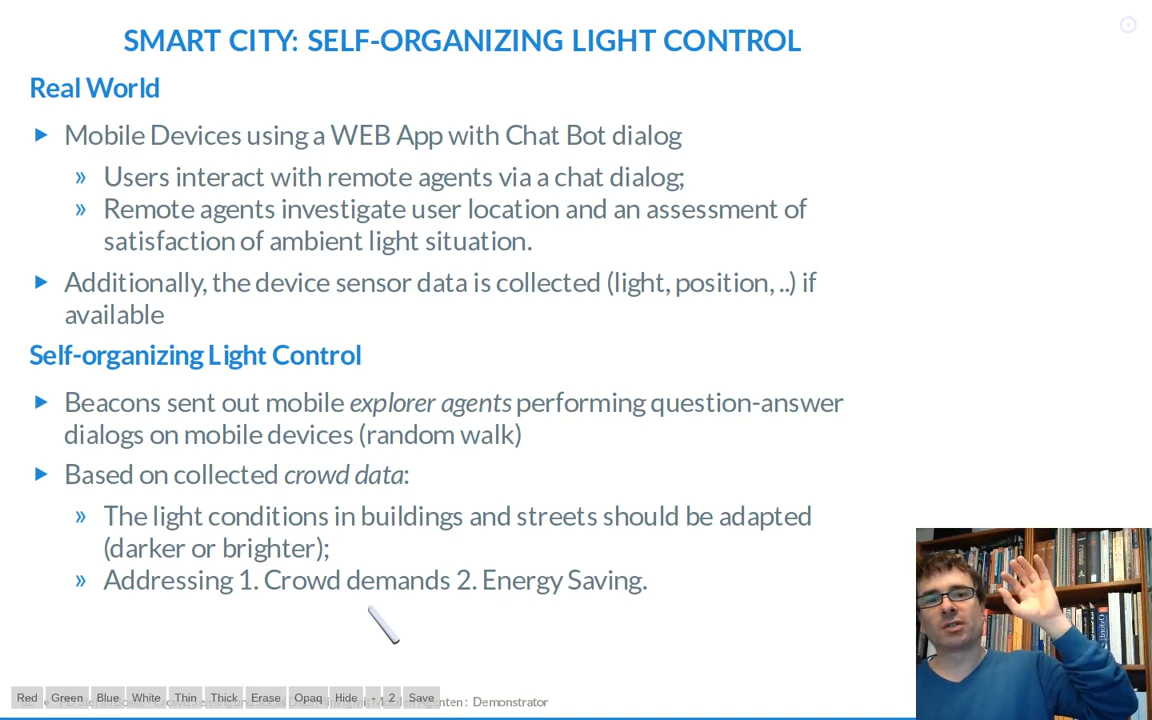 SMART CITY: SELF-ORGANIZING LIGHT CONTROL
Real World
Mobile Devices using a WEB App with Chat Bot dialog
» Users interact with remote agents via a chat dialog;
» Remote agents investigate user location and an assessment of
satisfaction of ambient light situation.
Additionally, the device sensor data is collected (light, position, ..) if
available
Self-organizing Light Control
Beacons sent out mobile explorer agents performing question-answer
dialogs on mobile devices (random walk)
Based on collected crowd data:
» The light conditions in buildings and streets should be adapted
(darker or brighter);
» Addressing 1. Crowd demands 2. Energy Saving.
Red Green Blue White Thin Thick Erase Opaq Hide - 2 Save
: Demonstrator